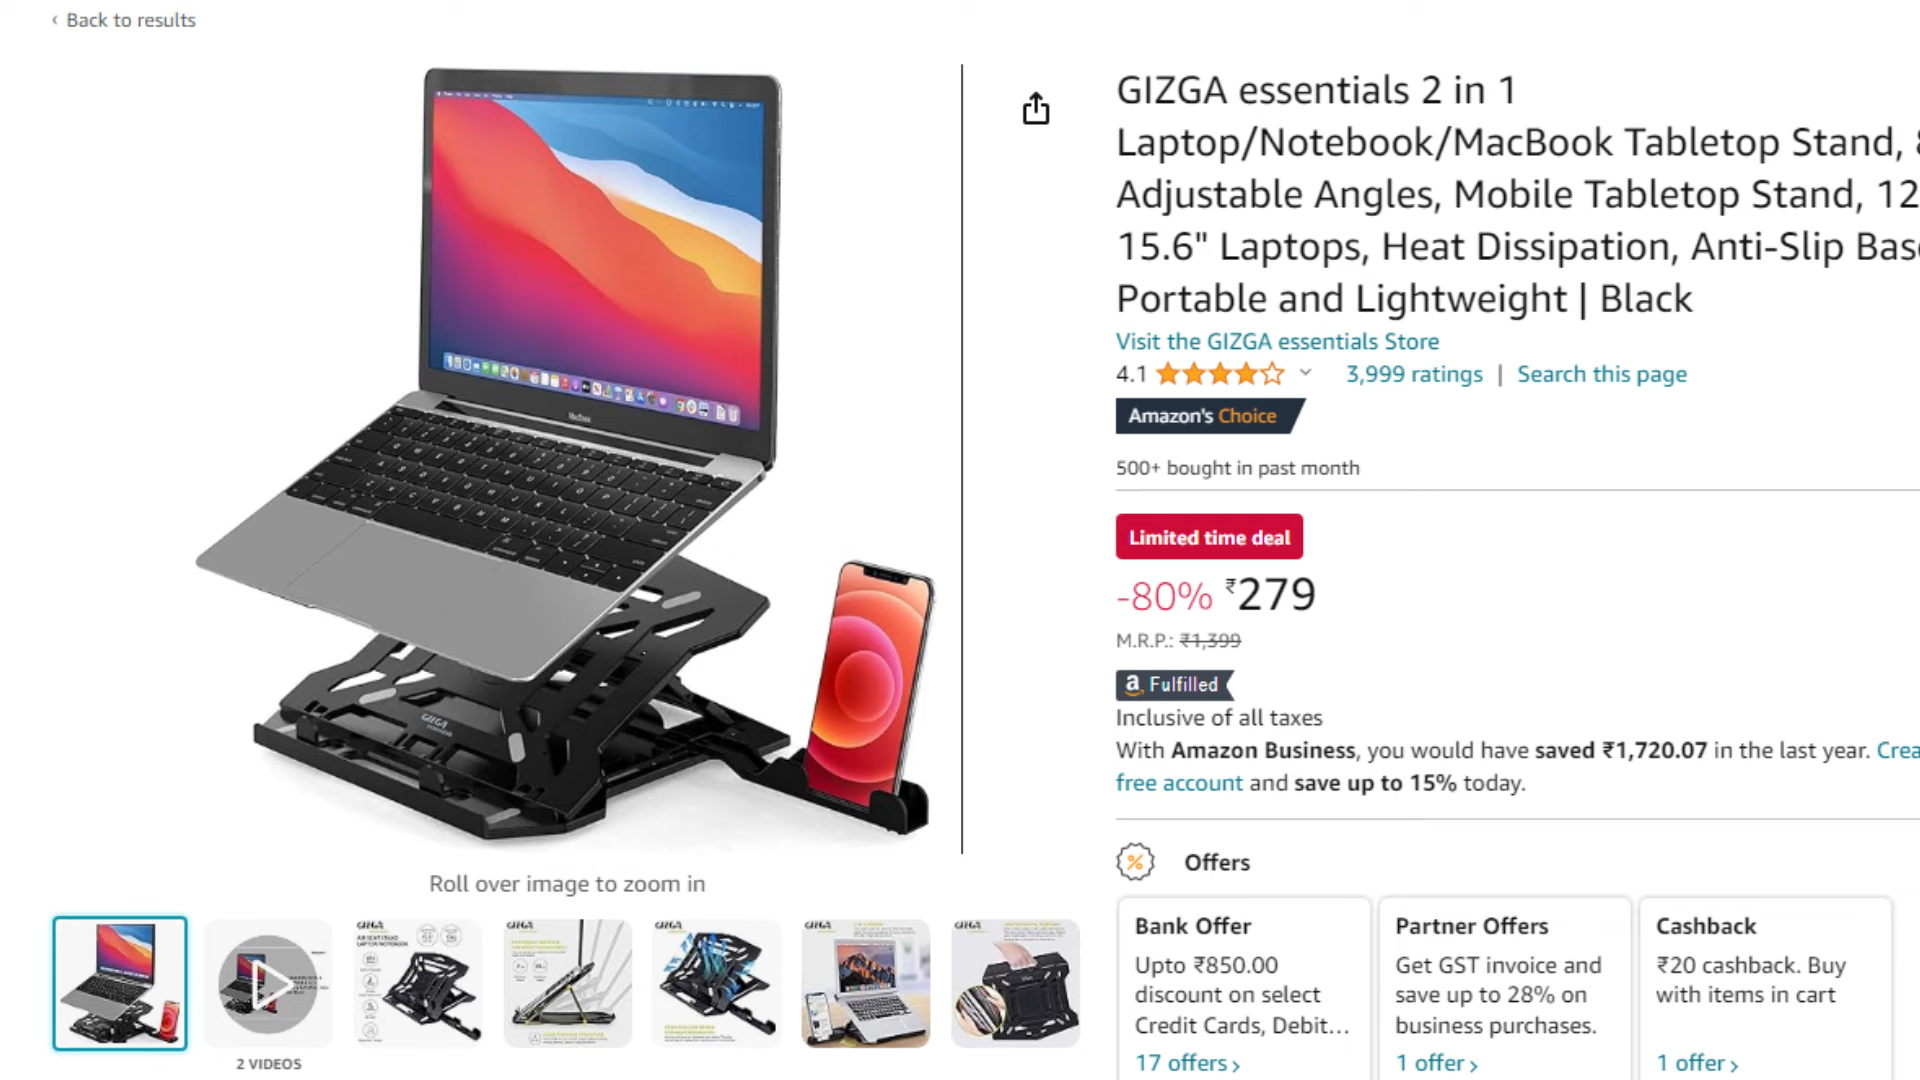 ‹ Back to results
GIZGA essentials 2 in 1
Laptop/Notebook/MacBook Tabletop Stand,
Adjustable Angles, Mobile Tabletop Stand, 12
15.6" Laptops, Heat Dissipation, Anti-Slip Bas
Portable and Lightweight | Black
Visit the GIZGA essentials Store
4.1
3,999 ratings | Search this page
Amazon's Choice
500+ bought in past month
Limited time deal
-80% ₹279
M.R.P.: ₹1,399
a Fulfilled
Inclusive of all taxes
With Amazon Business, you would have saved ₹1,720.07 in the last year. Crea
free account and save up to 15% today.
MacBook
GIZGA
Roll over image to zoom in
GIZGA
GIZGA
GIZGA
GIZGA
GIZGA
2 VIDEOS
% Offers
Bank Offer
Upto ₹850.00
discount on select
Credit Cards, Debit...
17 offers ›
Partner Offers
Get GST invoice and
save up to 28% on
business purchases.
1 offer ›
Cashback
₹20 cashback. Buy
with items in cart
1 offer ›